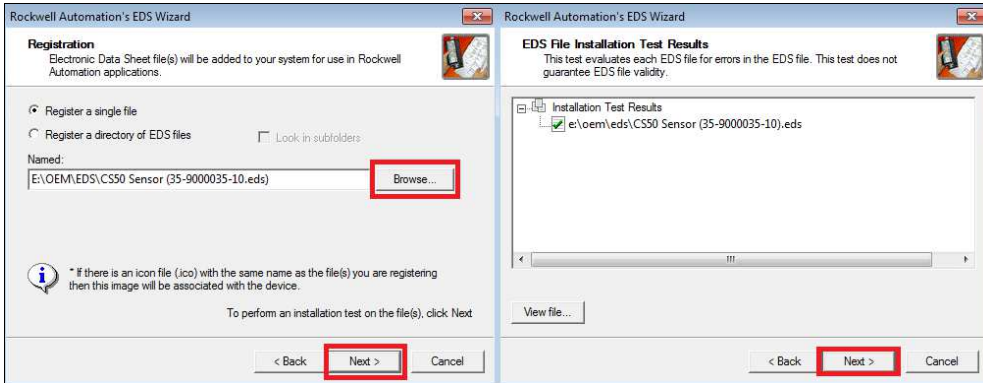 Rockwell Automation's EDS Wizard
Registration
Electronic Data Sheet file(s) will be added to your system for use in Rockwell
Automation applications.
Register a single file
Register a directory of EDS files
Look in subfolders
Named:
E:\OEM\EDS\CS50 Sensor (35-9000035-10.eds)
Browse...
* If there is an icon file (.ico) with the same name as the file(s) you are registering
then this image will be associated with the device.
To perform an installation test on the file(s), click Next
< Back
Next >
Cancel
Rockwell Automation's EDS Wizard
EDS File Installation Test Results
This test evaluates each EDS file for errors in the EDS file. This test does not
guarantee EDS file validity.
Installation Test Results
e:\oem\eds\CS50 Sensor (35-9000035-10).eds
View file...
< Back
Next >
Cancel